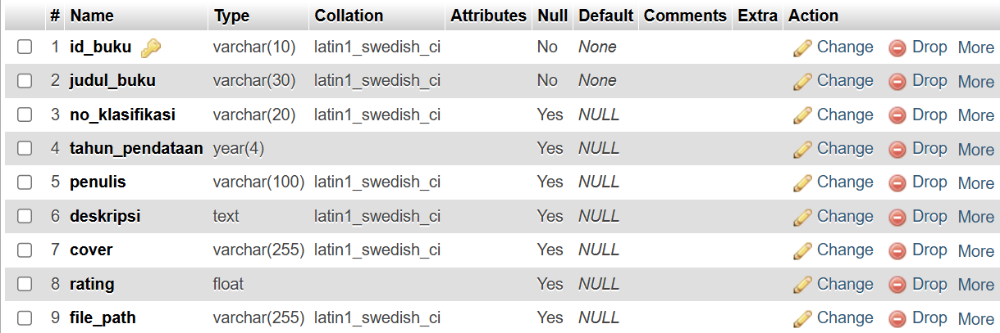 # Name Type Collation Attributes Null Default Comments Extra Action
1 id_buku varchar(10) latin1_swedish_ci No None Change Drop More
2 judul_buku varchar(30) latin1_swedish_ci No None Change Drop More
3 no_klasifikasi varchar(20) latin1_swedish_ci Yes NULL Change Drop More
4 tahun_pendataan year(4) Yes NULL Change Drop More
5 penulis varchar(100) latin1_swedish_ci Yes NULL Change Drop More
6 deskripsi text latin1_swedish_ci Yes NULL Change Drop More
7 cover varchar(255) latin1_swedish_ci Yes NULL Change Drop More
8 rating float Yes NULL Change Drop More
9 file_path varchar(255) latin1_swedish_ci Yes NULL Change Drop More